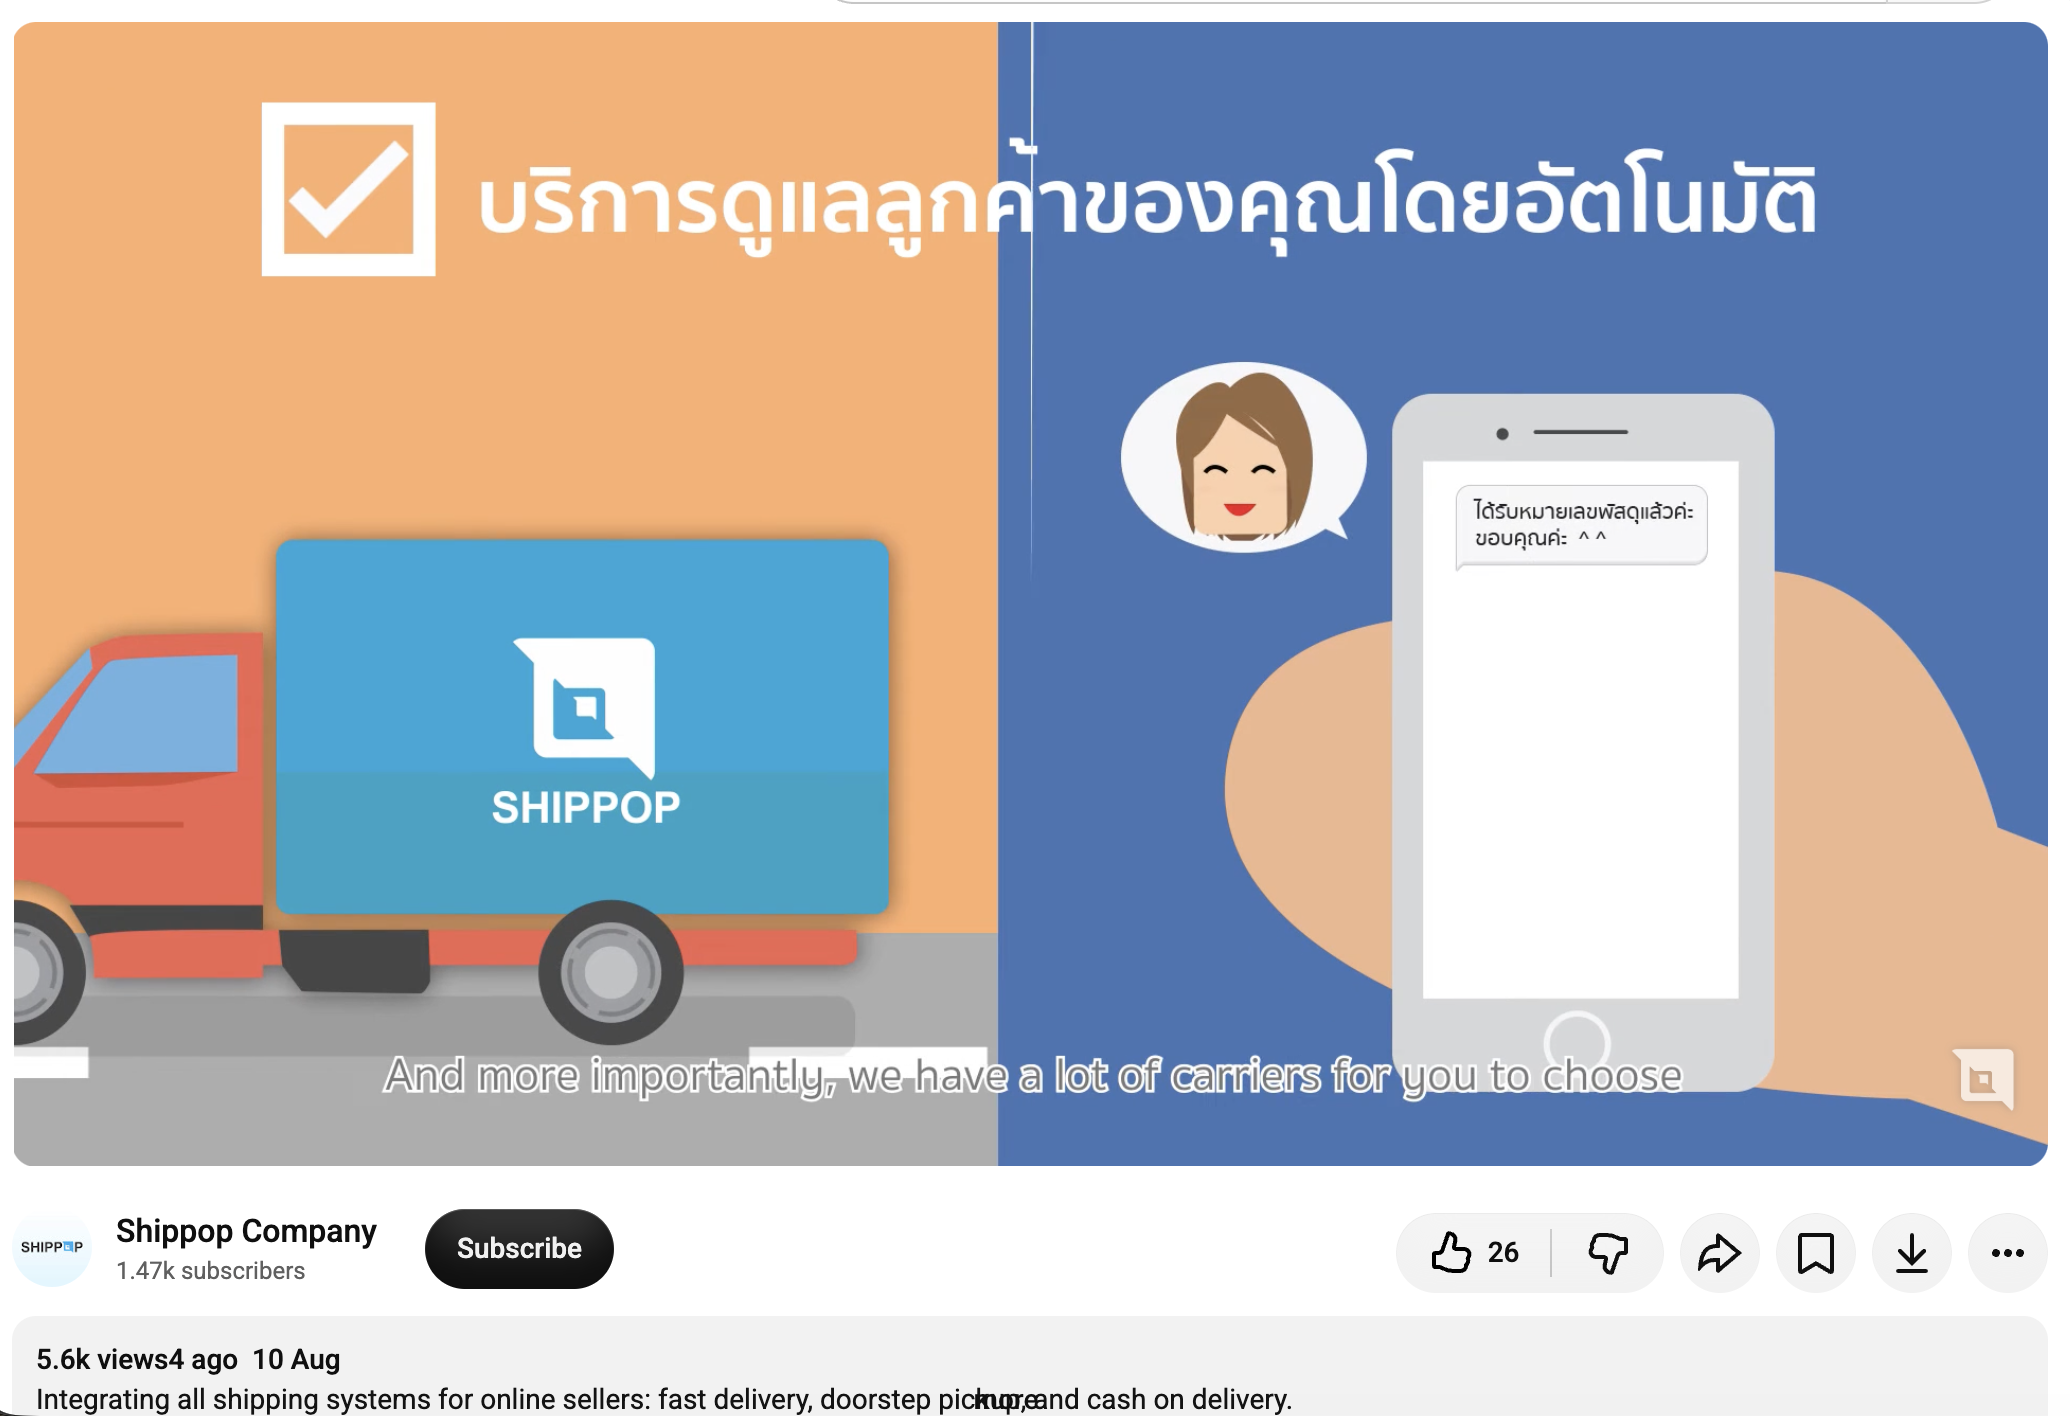 บริการดูแลลูกค้าของคุณโดยอัตโนมัติ
ได้รับหมายเลขพัสดุแล้วค่ะ
ขอบคุณค่ะ ^ ^
SHIPPOP
And more importantly, we have a lot of carriers for you to choose
SHIPPOP
Shippop Company
1.47k subscribers
Subscribe
26
5.6k views4 ago 10 Aug
Integrating all shipping systems for online sellers: fast delivery, doorstep and cash on delivery.